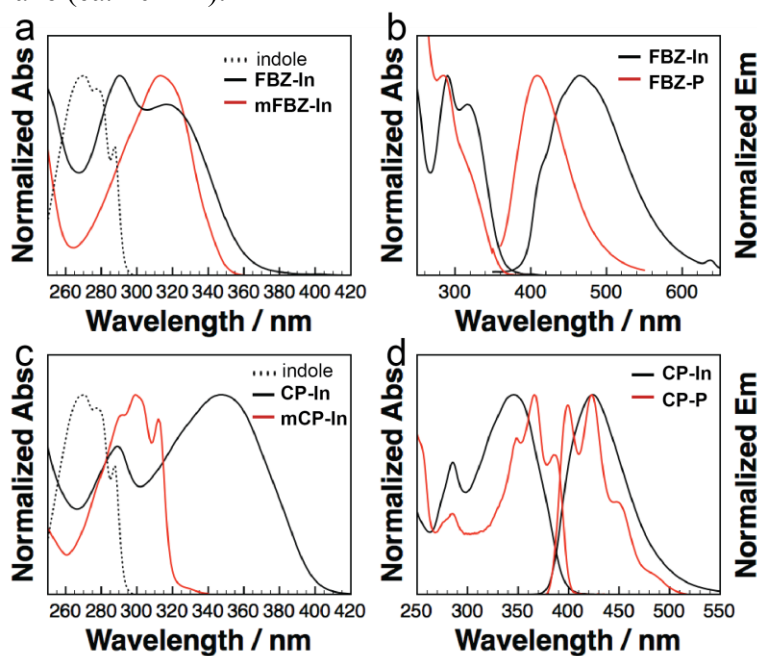 a
indole
FBZ-In
mFBZ-In
Normalized Abs
260 280 300 320 340 360 380 400 420
Wavelength / nm
b
FBZ-In
FBZ-P
Normalized Abs
Normalized Em
300 400 500 600
Wavelength / nm
c
indole
CP-In
mCP-In
Normalized Abs
260 280 300 320 340 360 380 400 420
Wavelength / nm
d
CP-In
CP-P
Normalized Abs
Normalized Em
250 300 350 400 450 500 550
Wavelength / nm